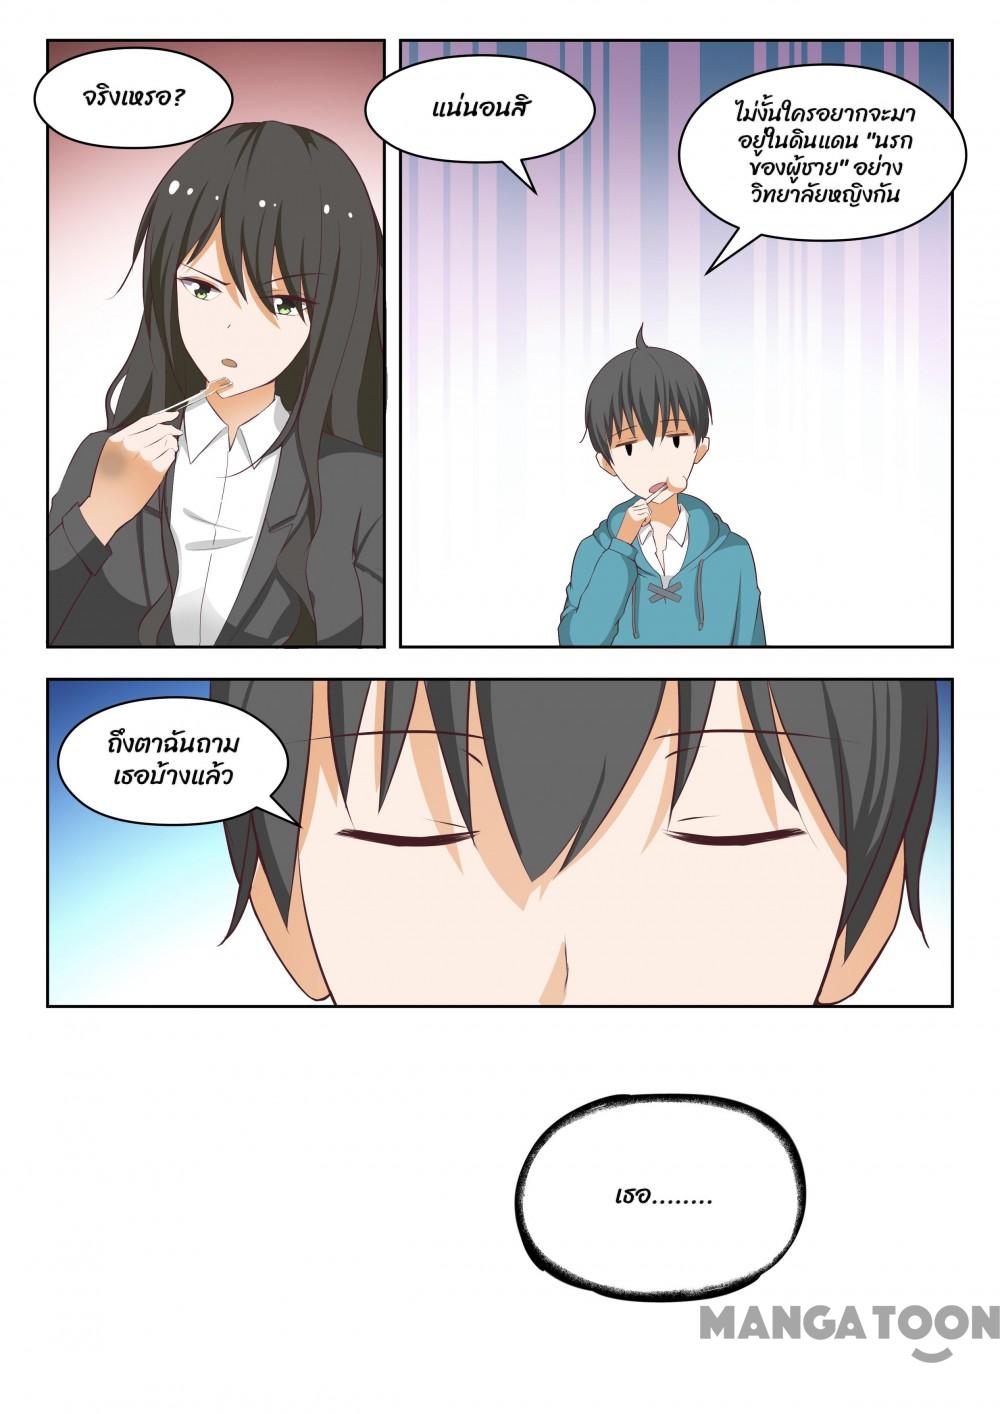 จริงเหรอ?
แน่นอนสิ
ไม่งั้นใครอยากจะมา
อยู่ในดินแดน "นรก
ของผู้ชาย" อย่าง
วิทยาลัยหญิงกัน
ถึงตาฉันถาม
เธอบ้างแล้ว
เธอ........
MANGATOON